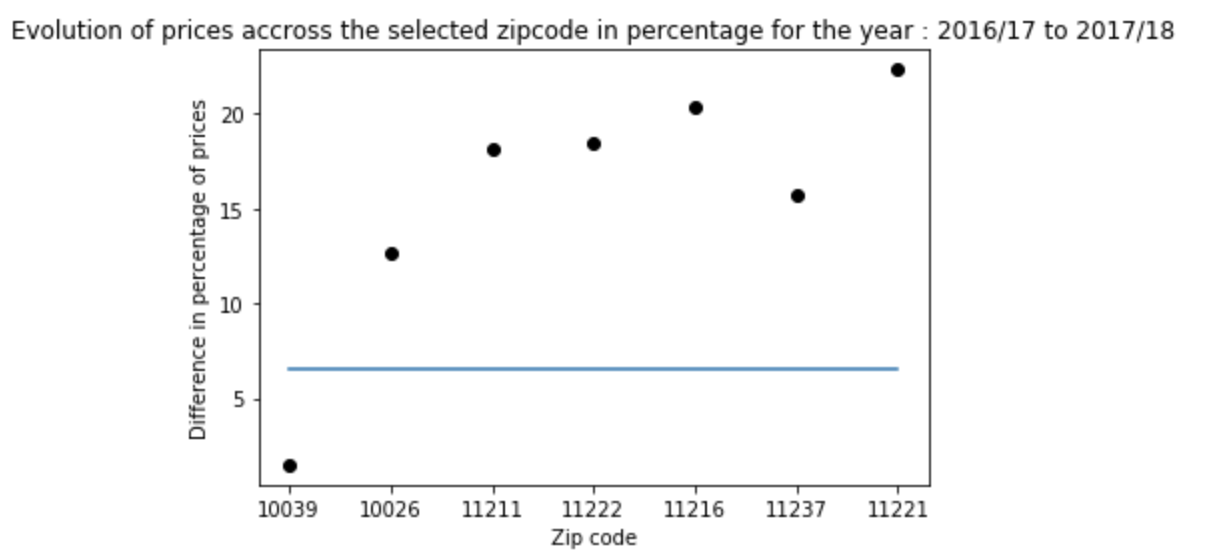 Evolution of prices accross the selected zipcode in percentage for the year : 2016/17 to 2017/18
Difference in percentage of prices
20
15
10
5
10039 10026 11211 11222 11216 11237 11221
Zip code